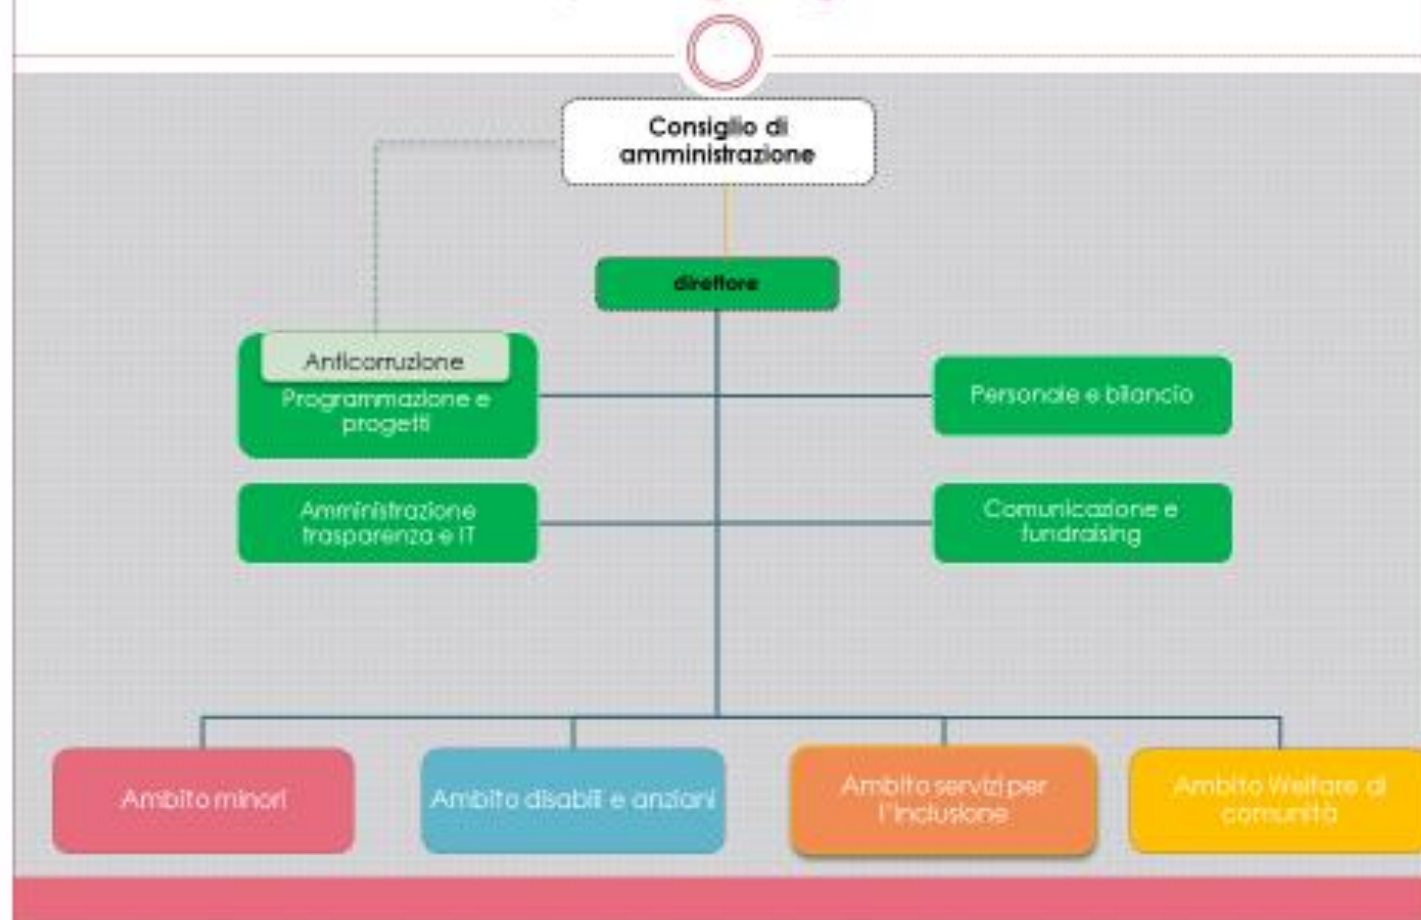 Consiglio di
amministrazione
direttore
Anticorruzione
Programmazione e
progetti
Personale e bilancio
Amministrazione
trasparenza e IT
Comunicazione e
fundraising
Ambito minori
Ambito disabili e anziani
Ambito servizi per
l'inclusione
Ambito Welfare di
comunità